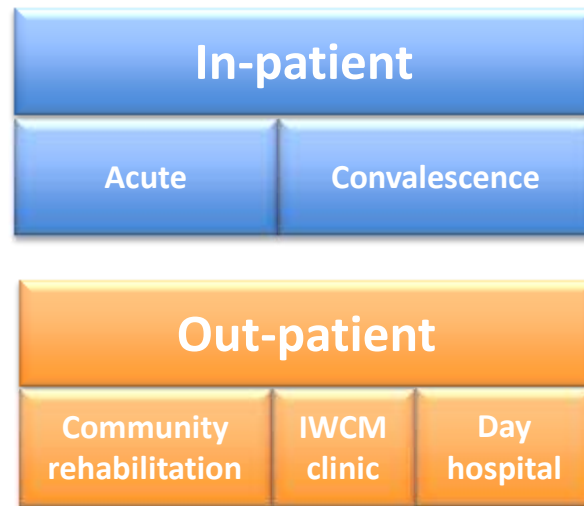 In-patient
Acute
Convalescence
Out-patient
Community
rehabilitation
IWCM
clinic
Day
hospital